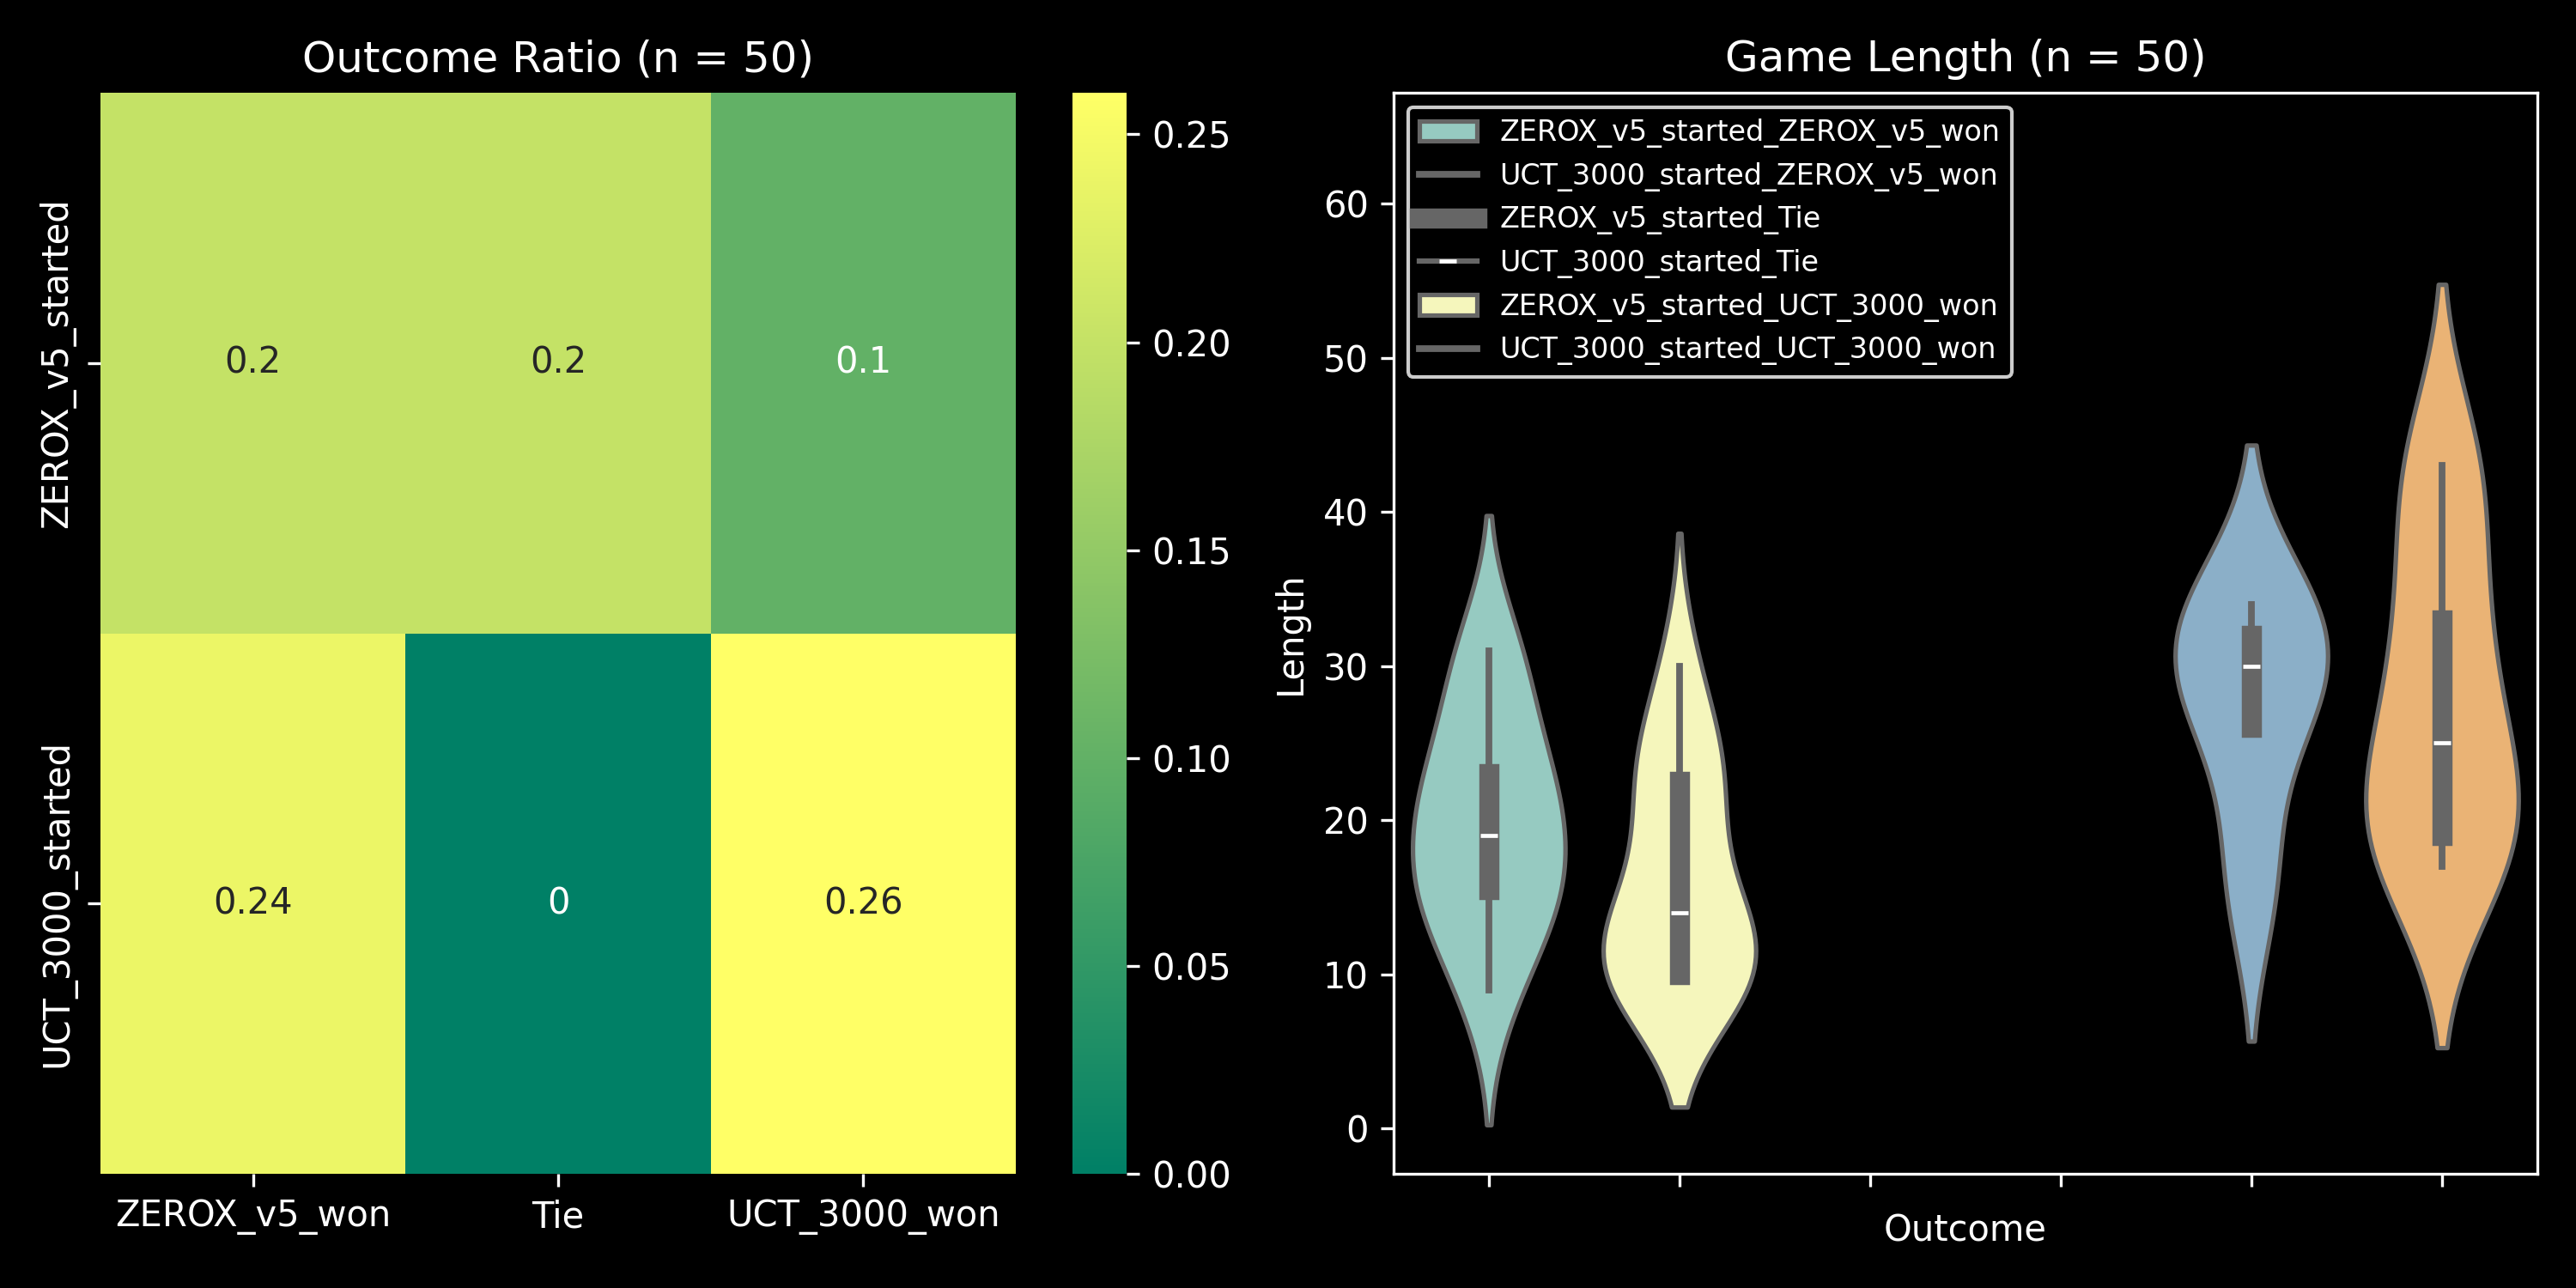 Outcome Ratio (n = 50)
ZEROX_v5_started
UCT_3000_started
0.2
0.2
0.1
0.24
0
0.26
ZEROX_v5_won
Tie
UCT_3000_won
0.25
0.20
0.15
0.10
0.05
0.00
Game Length (n = 50)
ZEROX_v5_started_ZEROX_v5_won
UCT_3000_started_ZEROX_v5_won
ZEROX_v5_started_Tie
UCT_3000_started_Tie
ZEROX_v5_started_UCT_3000_won
UCT_3000_started_UCT_3000_won
Length
60
50
40
30
20
10
0
Outcome